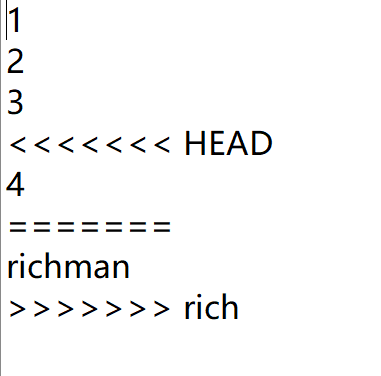 1
2
3
<<<<<<< HEAD
4
=======
richman
>>>>>>> rich